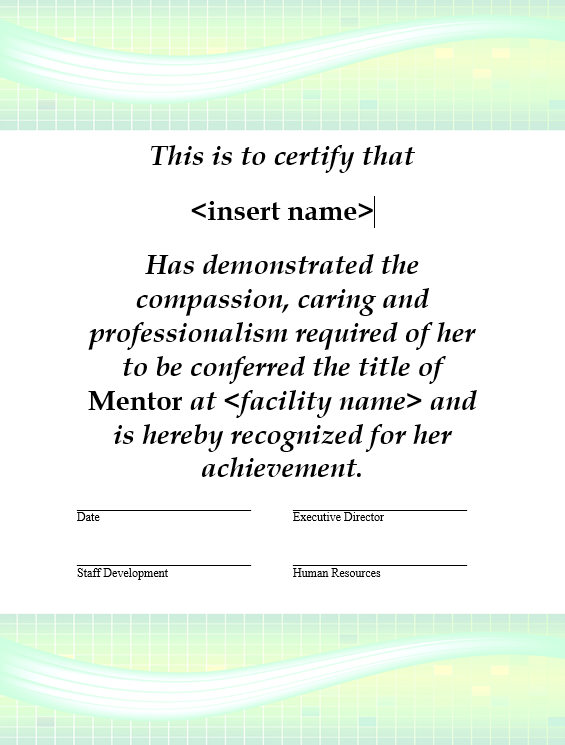 This is to certify that
<insert name>
Has demonstrated the
compassion, caring and
professionalism required of her
to be conferred the title of
Mentor at <facility name> and
is hereby recognized for her
achievement.
Date
Executive Director
Staff Development
Human Resources